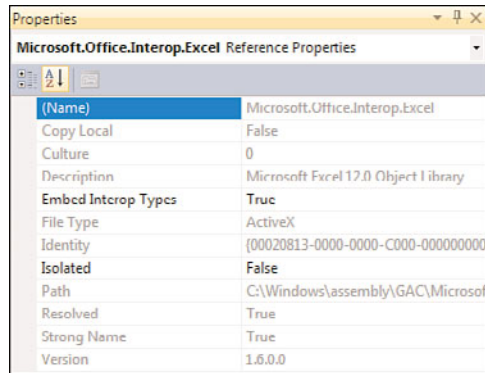 Properties
Microsoft.Office.Interop.Excel Reference Properties
(Name) Microsoft.Office.Interop.Excel
Copy Local False
Culture 0
Description Microsoft Excel 12.0 Object Library
Embed Interop Types True
File Type ActiveX
Identity {00020813-0000-0000-C000-000000000
Isolated False
Path C:\Windows\assembly\GAC\Microsof
Resolved True
Strong Name True
Version 1.6.0.0